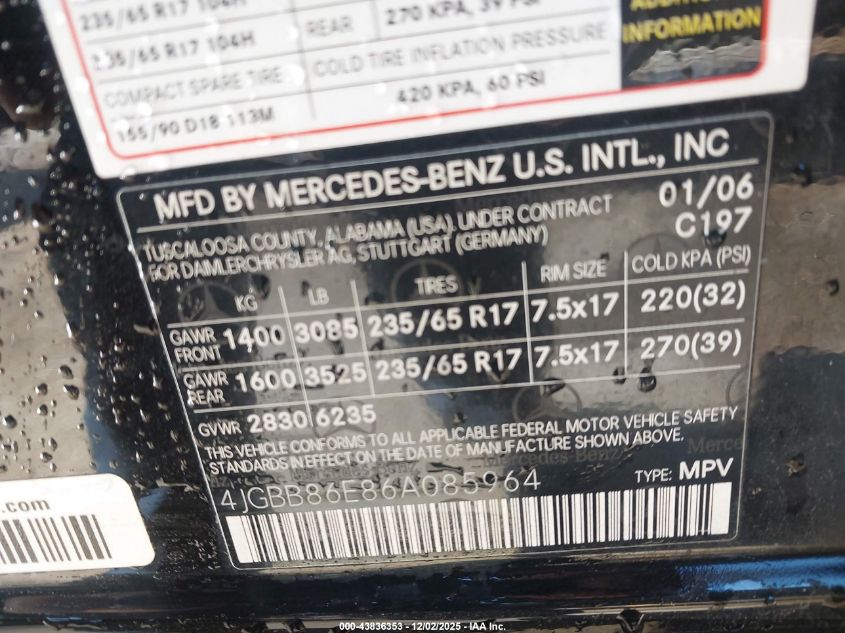 235/65 R17 104H
235/65 R17 104H REAR 270 KPA, 39 PSI
COMPACT SPARE TIRE COLD TIRE INFLATION PRESSURE
155/90 D18 113M 420 KPA, 60 PSI
ADDITIONAL
INFORMATION
MFD BY MERCEDES-BENZ U.S. INTL., INC
TUSCALOOSA COUNTY, ALABAMA (USA). UNDER CONTRACT 01/06
FOR DAIMLERCHRYSLER AG, STUTTGART (GERMANY) C197
KG LB TIRES RIM SIZE COLD KPA (PSI)
GAWR FRONT 1400 3085 235/65 R17 7.5x17 220(32)
GAWR REAR 1600 3525 235/65 R17 7.5x17 270(39)
GVWR 2830 6235
THIS VEHICLE CONFORMS TO ALL APPLICABLE FEDERAL MOTOR VEHICLE SAFETY
STANDARDS IN EFFECT ON THE DATE OF MANUFACTURE SHOWN ABOVE.
4JGBB86E86A085964 TYPE: MPV
.com
000-43836353 - 12/02/2025 - IAA Inc.